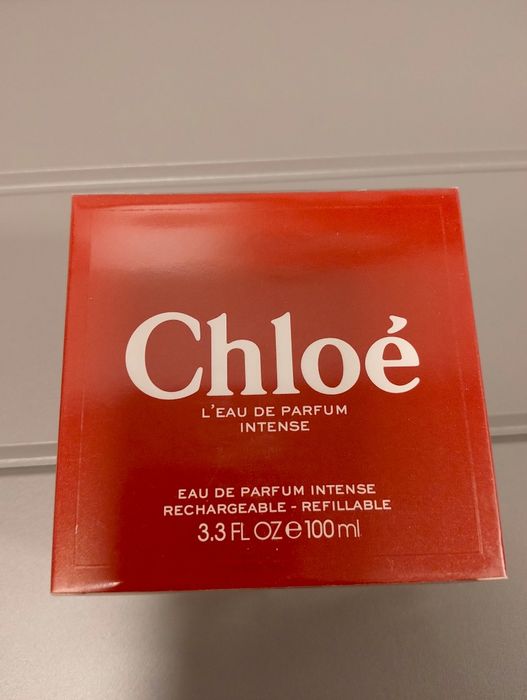 Chloé
L'EAU DE PARFUM
INTENSE
EAU DE PARFUM INTENSE
RECHARGEABLE - REFILLABLE
3.3 FL OZ ℮ 100 ml